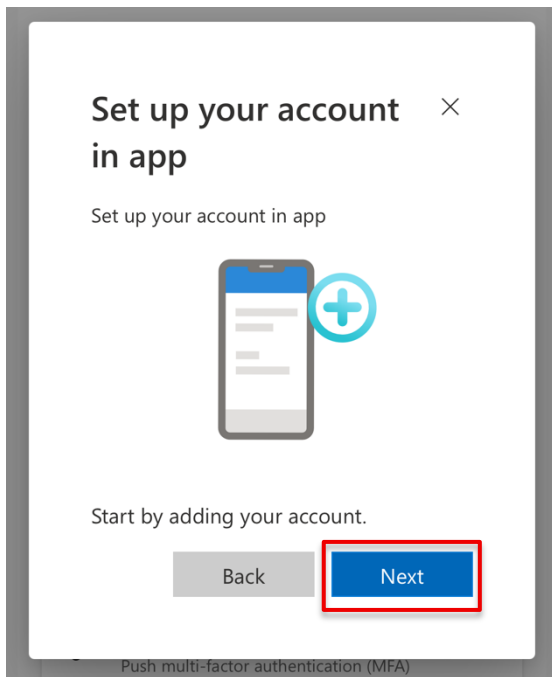 Set up your account
in app
Set up your account in app
Start by adding your account.
Back
Next
Push multi-factor authentication (MFA)